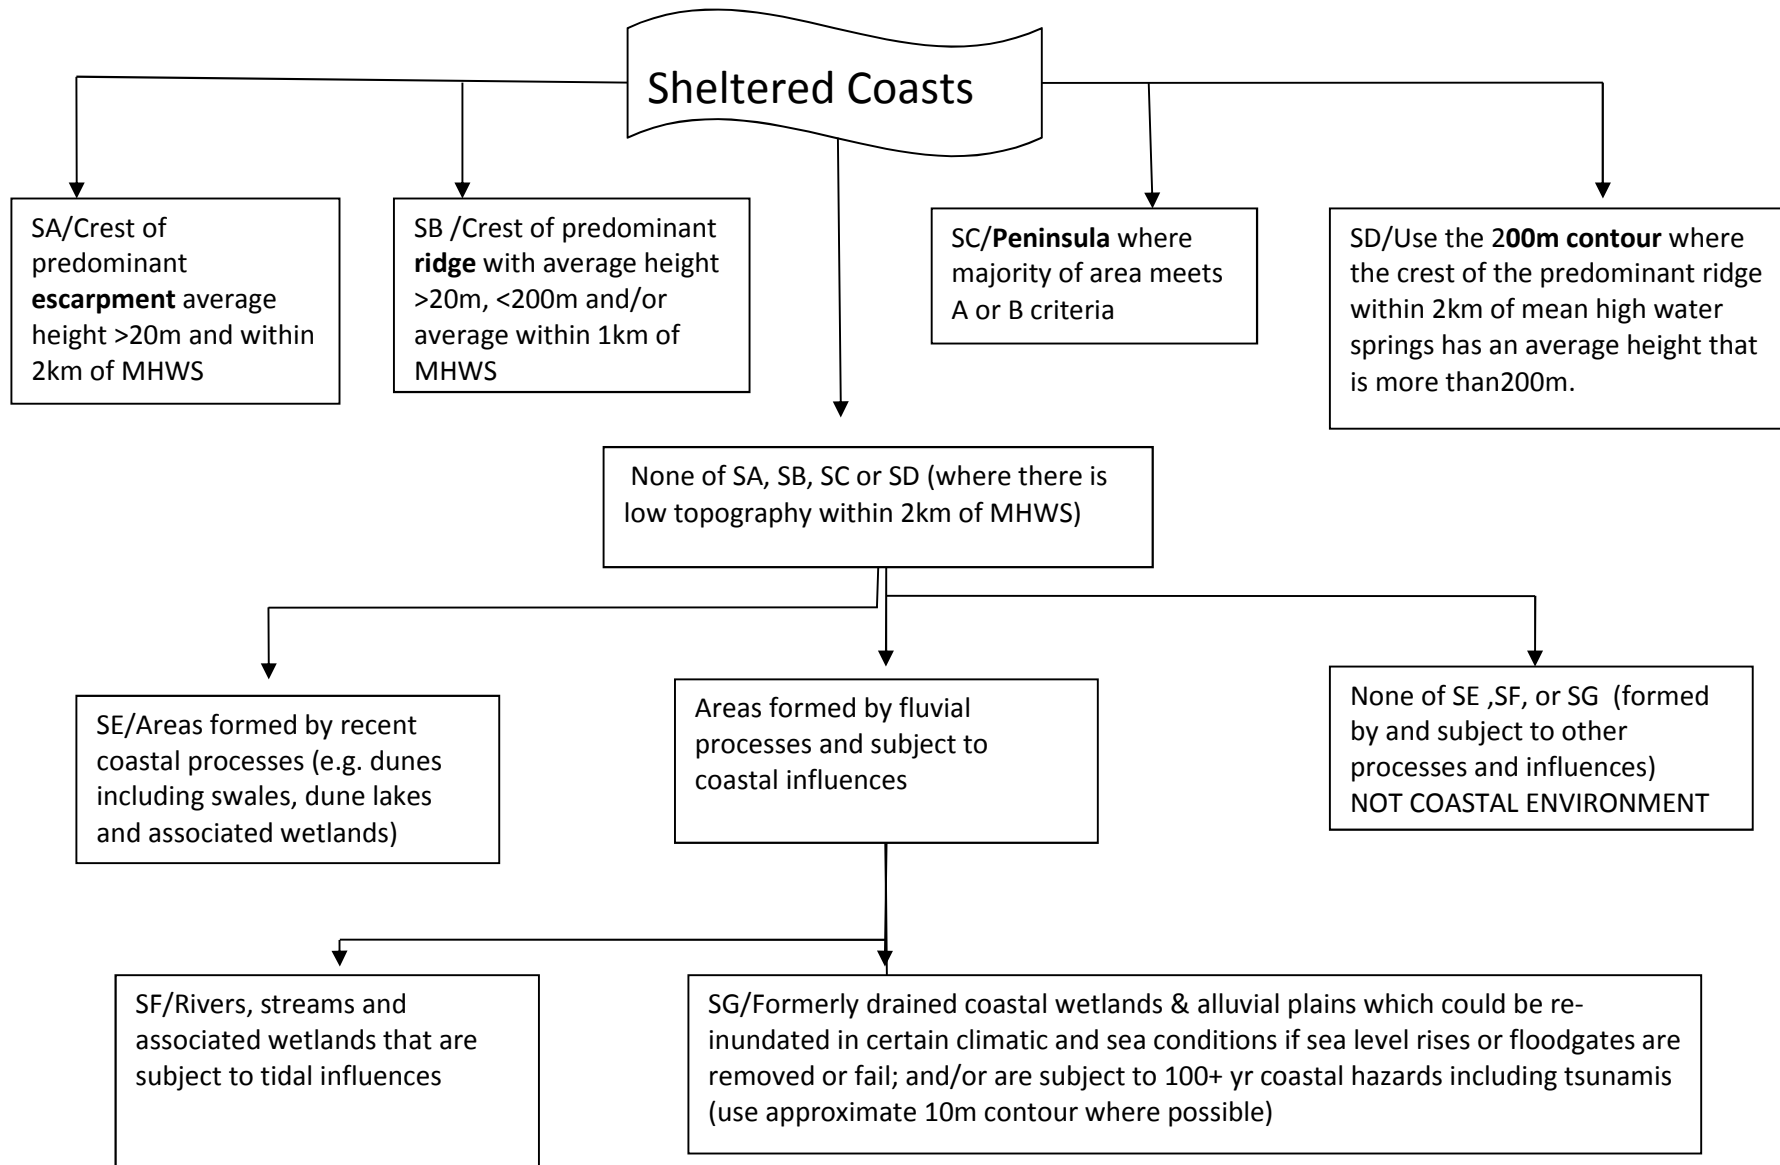 Sheltered Coasts
SA/Crest of
predominant
escarpment average
height >20m and within
2km of MHWS
SB /Crest of predominant
ridge with average height
>20m, <200m and/or
average within 1km of
MHWS
SC/Peninsula where
majority of area meets
A or B criteria
SD/Use the 200m contour where
the crest of the predominant ridge
within 2km of mean high water
springs has an average height that
is more than200m.
None of SA, SB, SC or SD (where there is
low topography within 2km of MHWS)
SE/Areas formed by recent
coastal processes (e.g. dunes
including swales, dune lakes
and associated wetlands)
Areas formed by fluvial
processes and subject to
coastal influences
None of SE ,SF, or SG (formed
by and subject to other
processes and influences)
NOT COASTAL ENVIRONMENT
SF/Rivers, streams and
associated wetlands that are
subject to tidal influences
SG/Formerly drained coastal wetlands & alluvial plains which could be re-
inundated in certain climatic and sea conditions if sea level rises or floodgates are
removed or fail; and/or are subject to 100+ yr coastal hazards including tsunamis
(use approximate 10m contour where possible)